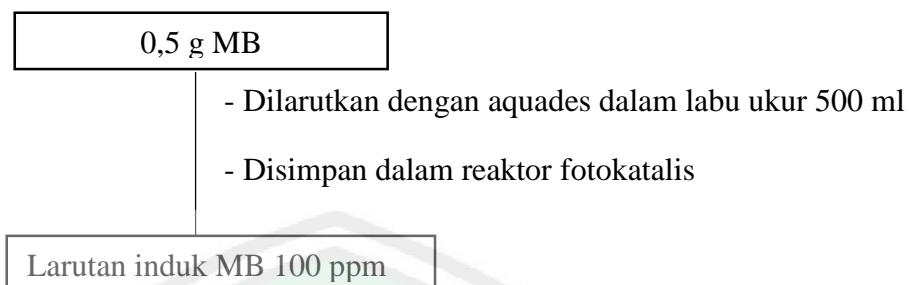 0,5 g MB
- Dilarutkan dengan aquades dalam labu ukur 500 ml
- Disimpan dalam reaktor fotokatalis
Larutan induk MB 100 ppm